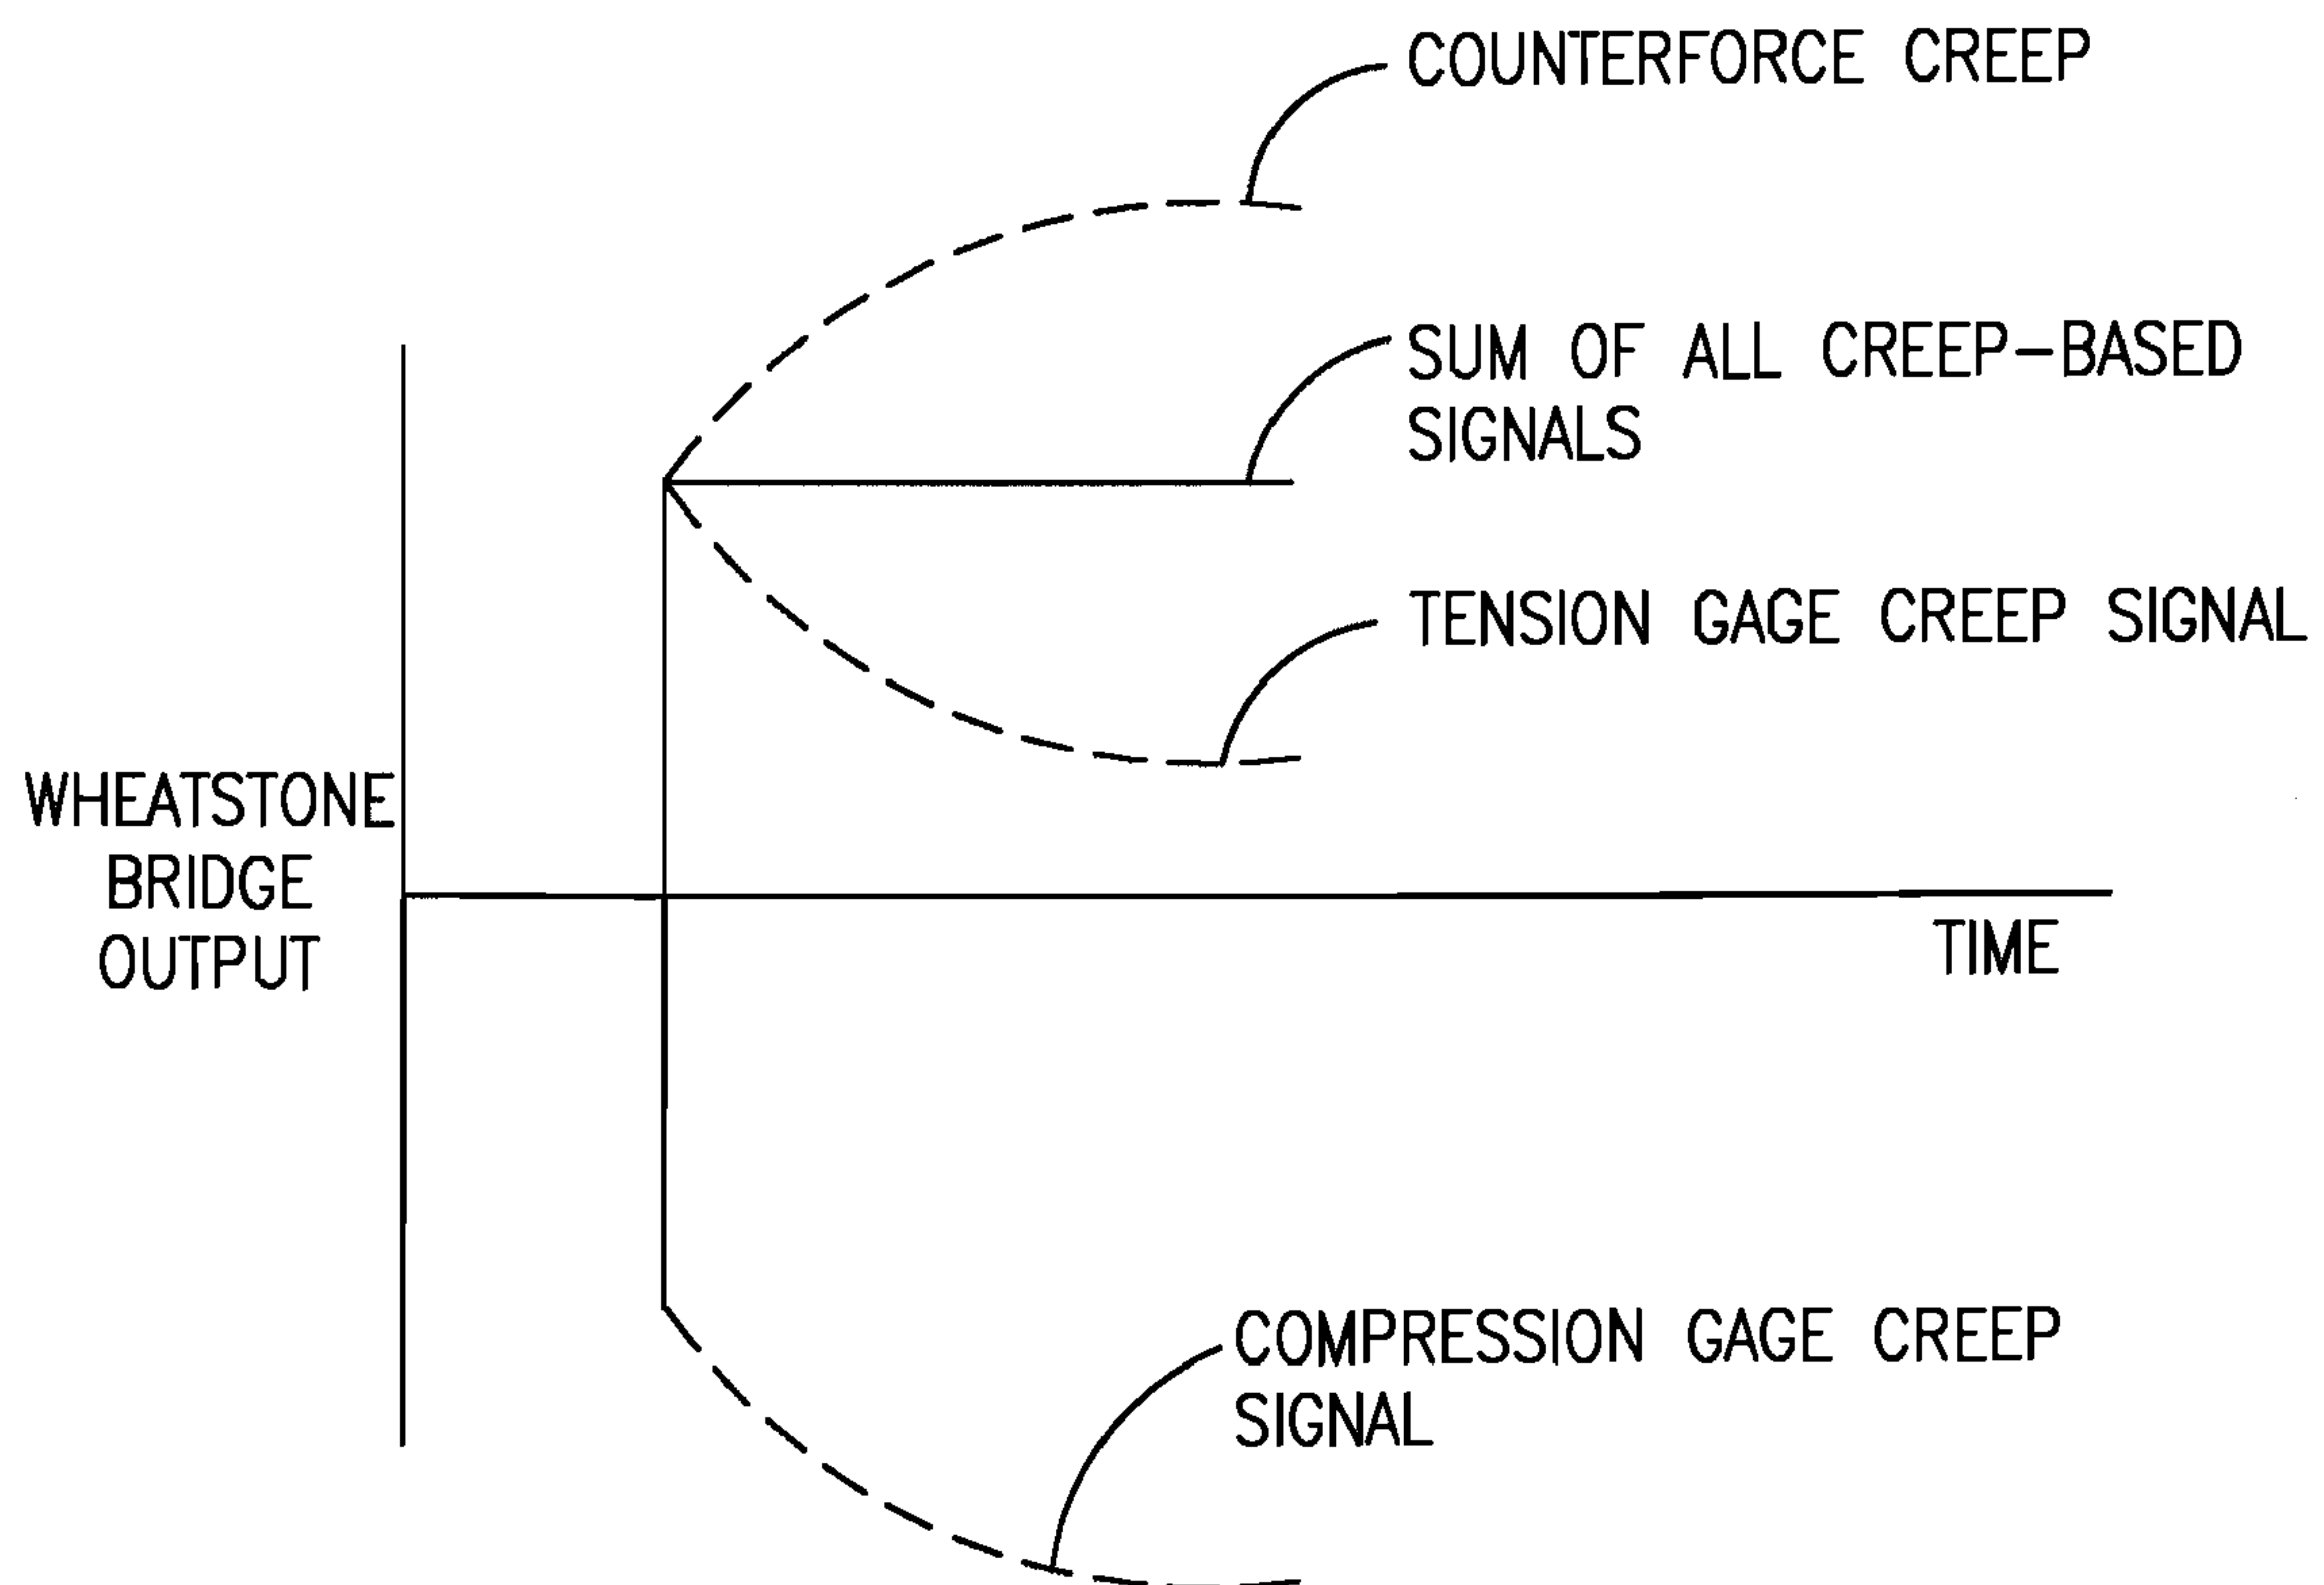 COUNTERFORCE CREEP
SUM OF ALL CREEP-BASED
SIGNALS
TENSION GAGE CREEP SIGNAL
WHEATSTONE
BRIDGE
OUTPUT
TIME
COMPRESSION GAGE CREEP
SIGNAL